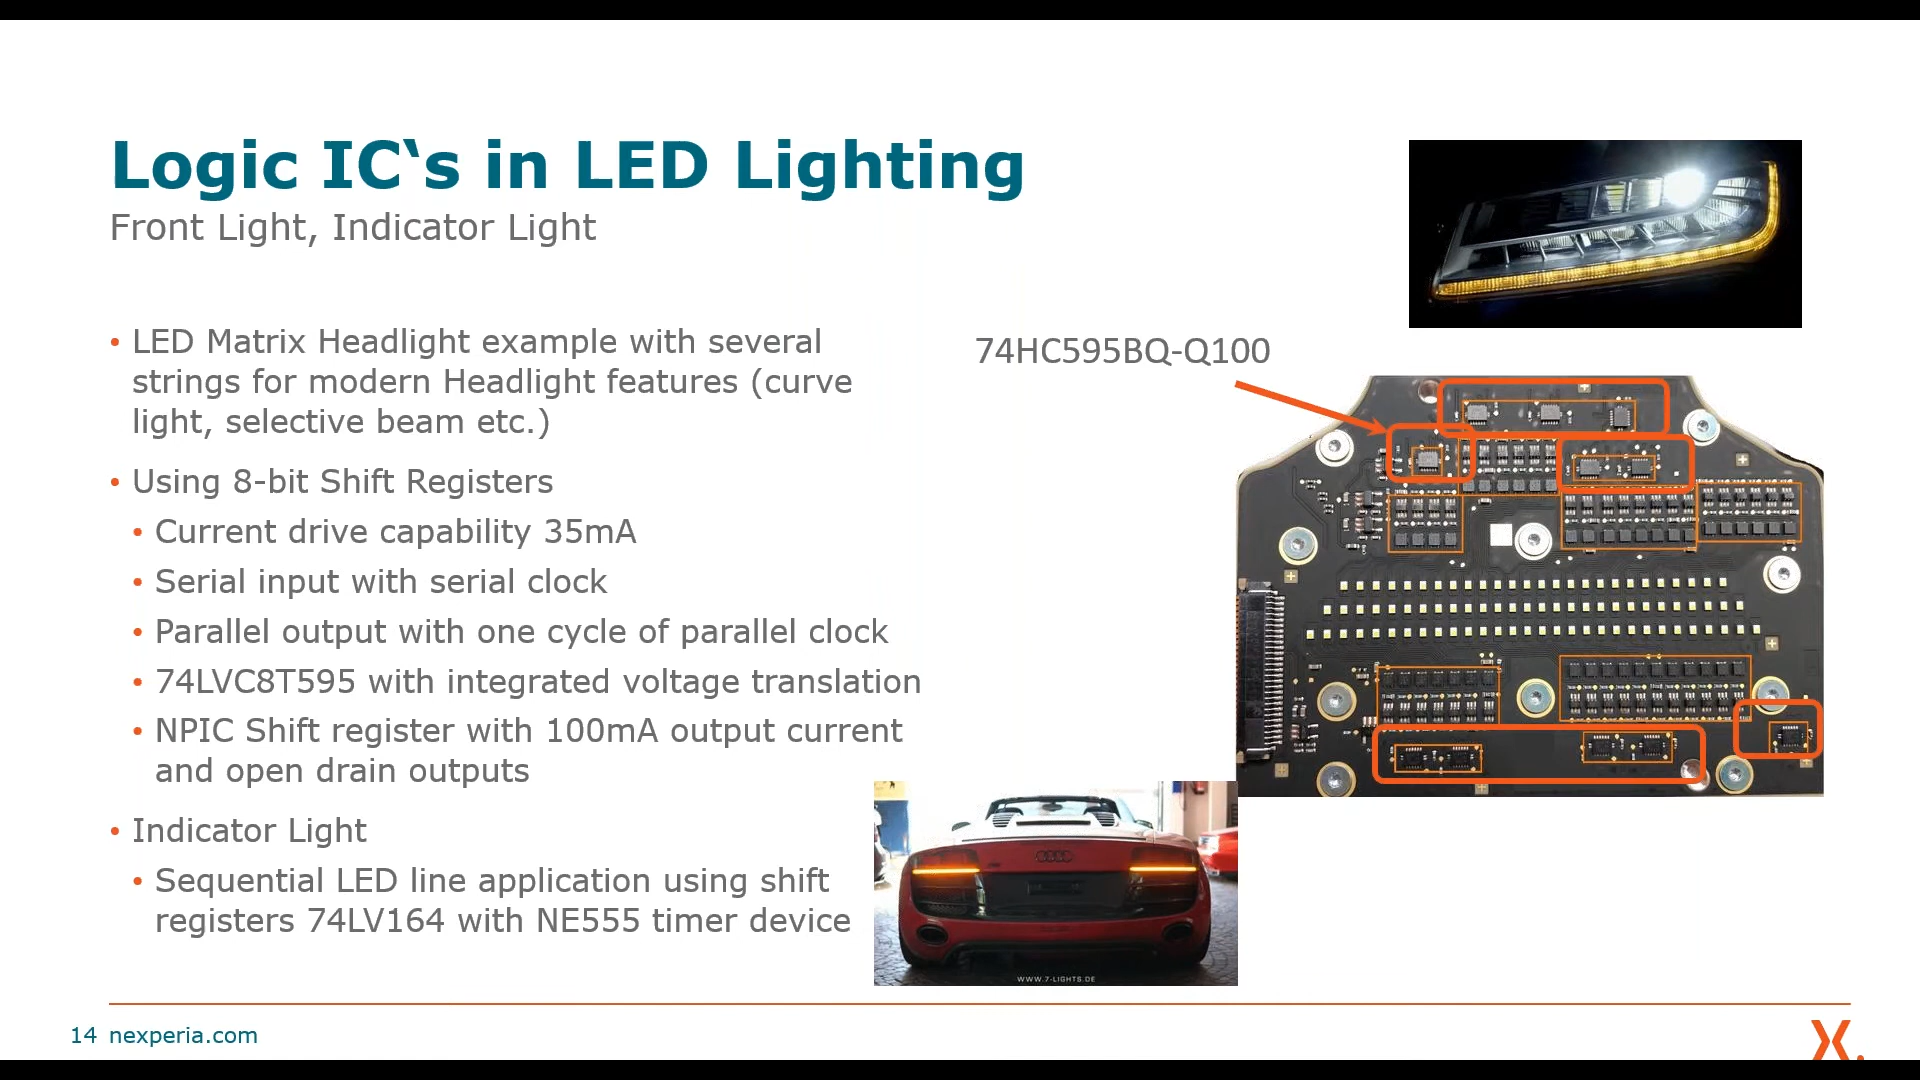 Logic IC‘s in LED Lighting
Front Light, Indicator Light
• LED Matrix Headlight example with several
strings for modern Headlight features (curve
light, selective beam etc.)
• Using 8-bit Shift Registers
• Current drive capability 35mA
• Serial input with serial clock
• Parallel output with one cycle of parallel clock
• 74LVC8T595 with integrated voltage translation
• NPIC Shift register with 100mA output current
and open drain outputs
• Indicator Light
• Sequential LED line application using shift
registers 74LV164 with NE555 timer device
74HC595BQ-Q100
WWW.7-LIGHTS.DE
14 nexperia.com